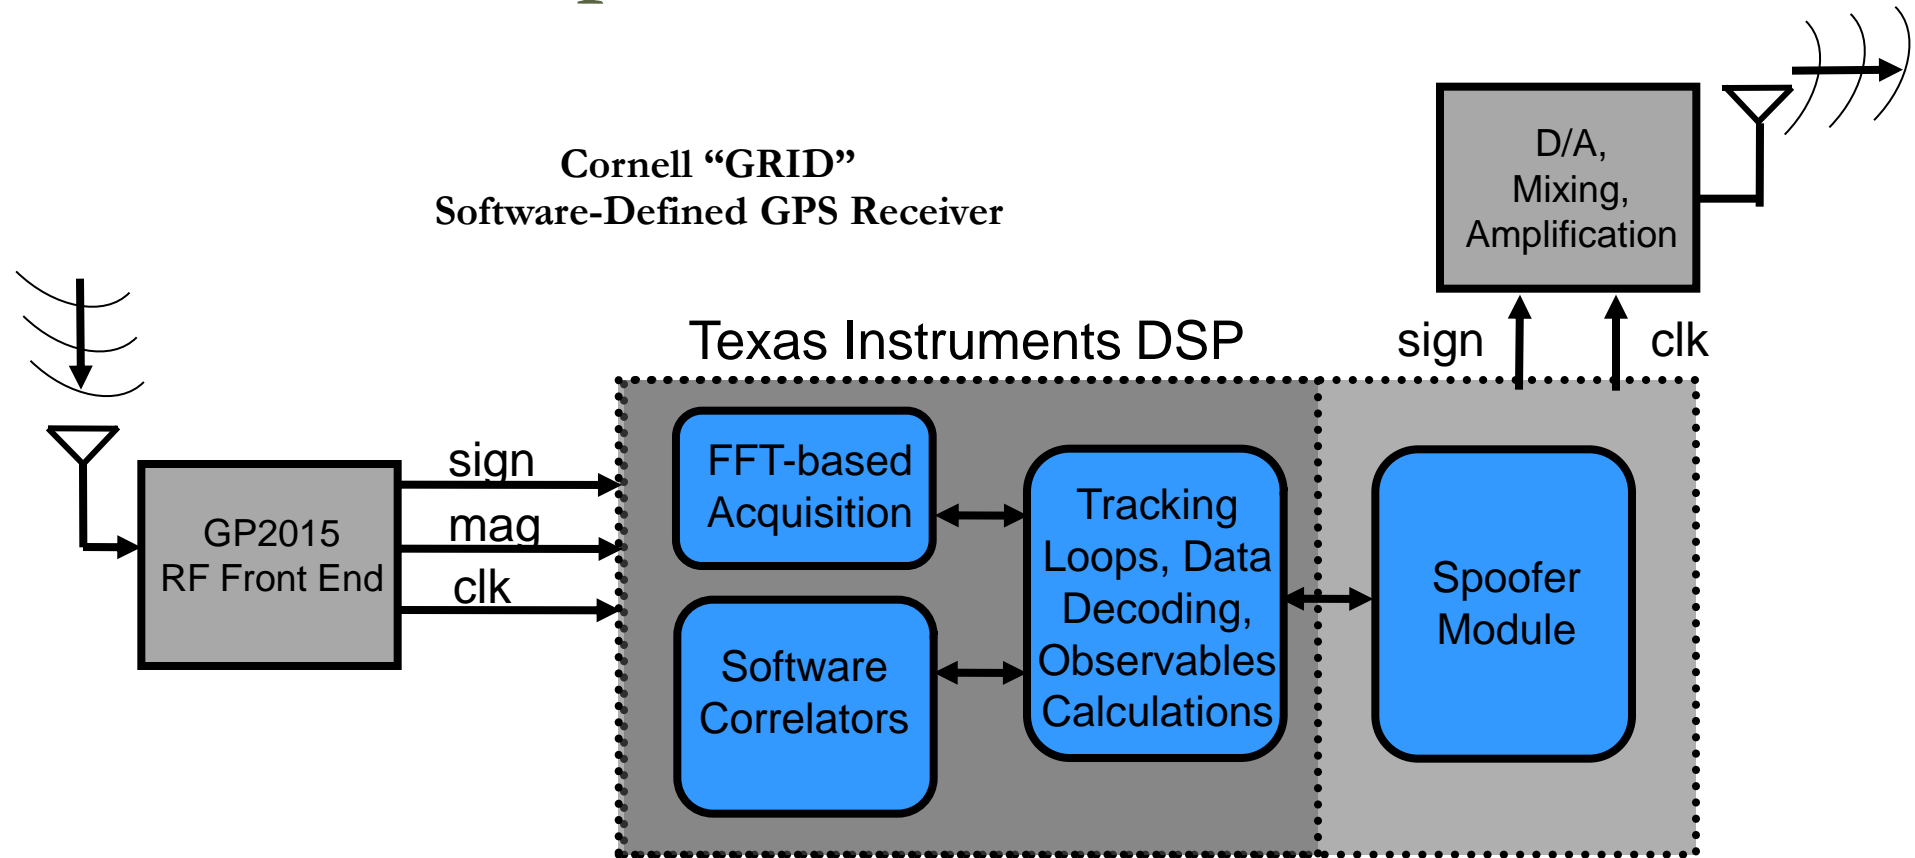 Cornell “GRID”
Software-Defined GPS Receiver
D/A,
Mixing,
Amplification
Texas Instruments DSP
sign
clk
sign
mag
clk
GP2015
RF Front End
FFT-based
Acquisition
Software
Correlators
Tracking
Loops, Data
Decoding,
Observables
Calculations
Spoofer
Module